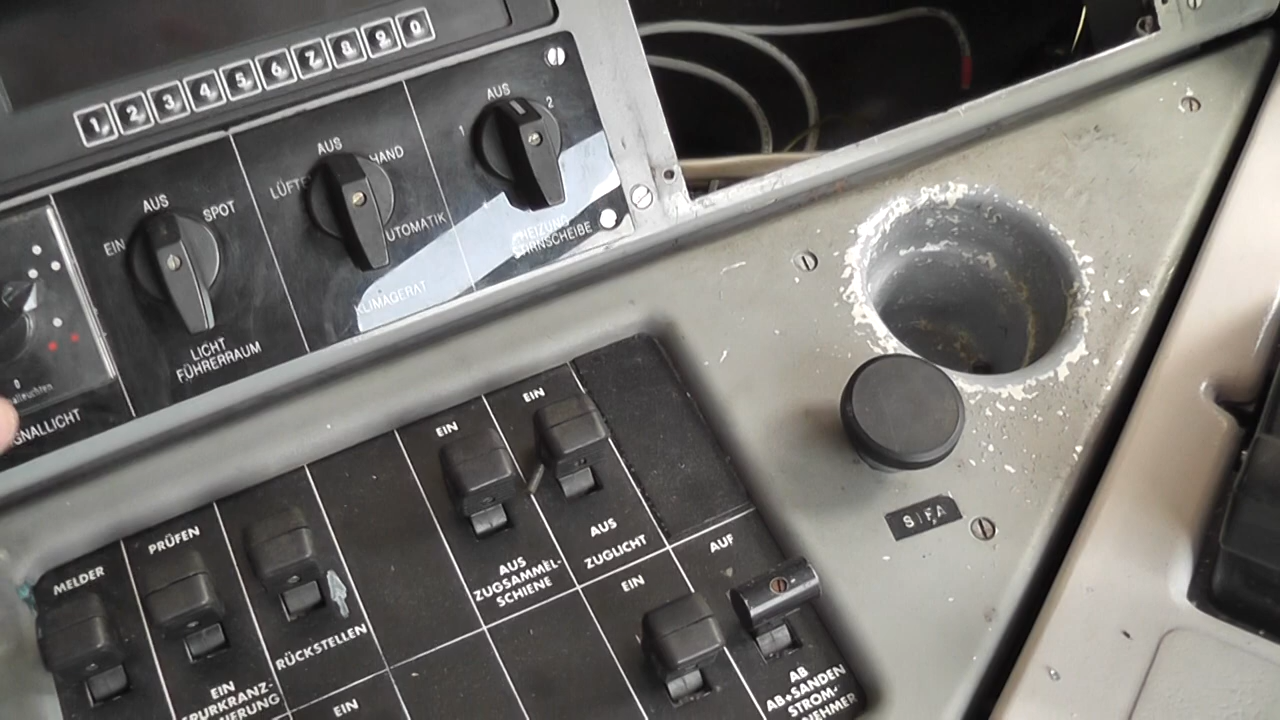 1 2 3 4 5 6 7 8 9 0
AUS
EIN SPOT
LICHT
FÜHRERRAUM
AUS
HAND
KLIMAGERÄT
AUS
1 2
HEIZUNG
STIRNSCHEIBE
0
MELDER
PRÜFEN
EIN
RÜCKSTELLEN
EIN
EIN
AUS
ZUGSAMMEL-
SCHIENE
EIN
AUS
ZUGLICHT
EIN
AUF
AB
AB+SANDEN
STROM-
SIFA